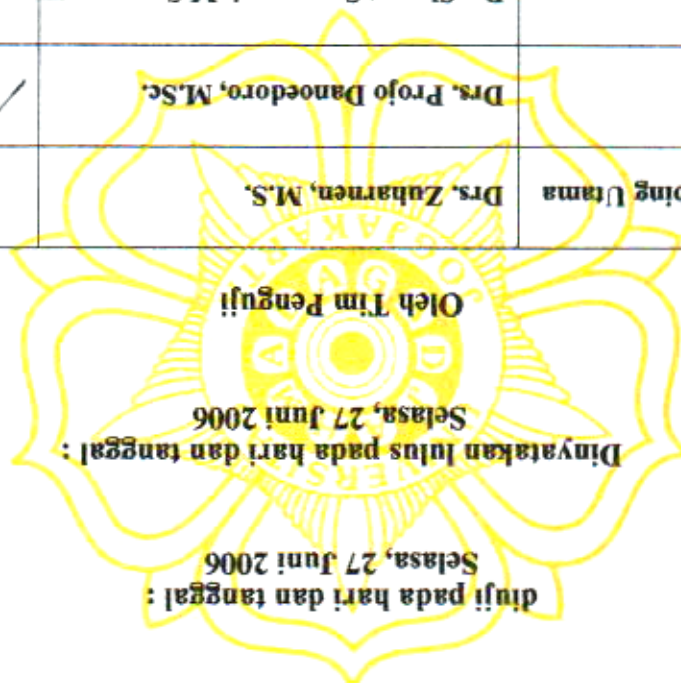 diuji pada hari dan tanggal :
Selasa, 27 Juni 2006
Dinyatakan lulus pada hari dan tanggal :
Selasa, 27 Juni 2006
Oleh Tim Penguji
Utama Drs. Zuharnen, M.S.
Drs. Projo Danoedoro, M.Sc.